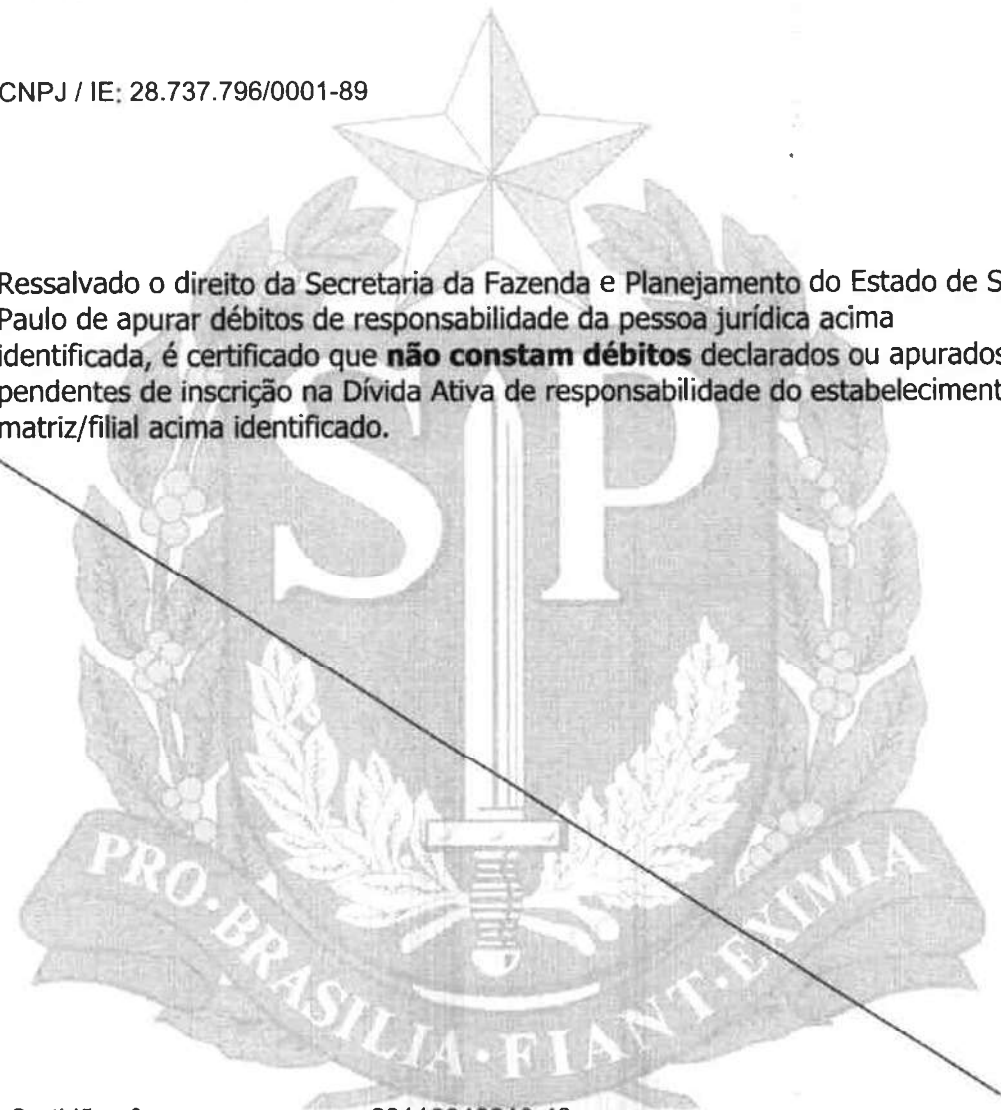 CNPJ / IE: 28.737.796/0001-89
Ressalvado o direito da Secretaria da Fazenda e Planejamento do Estado de S
Paulo de apurar débitos de responsabilidade da pessoa jurídica acima
identificada, é certificado que não constam débitos declarados ou apurados
pendentes de inscrição na Dívida Ativa de responsabilidade do estabeleciment
matriz/filial acima identificado.
SP
PRO·BRASILIA·FIANT·EXIMIA